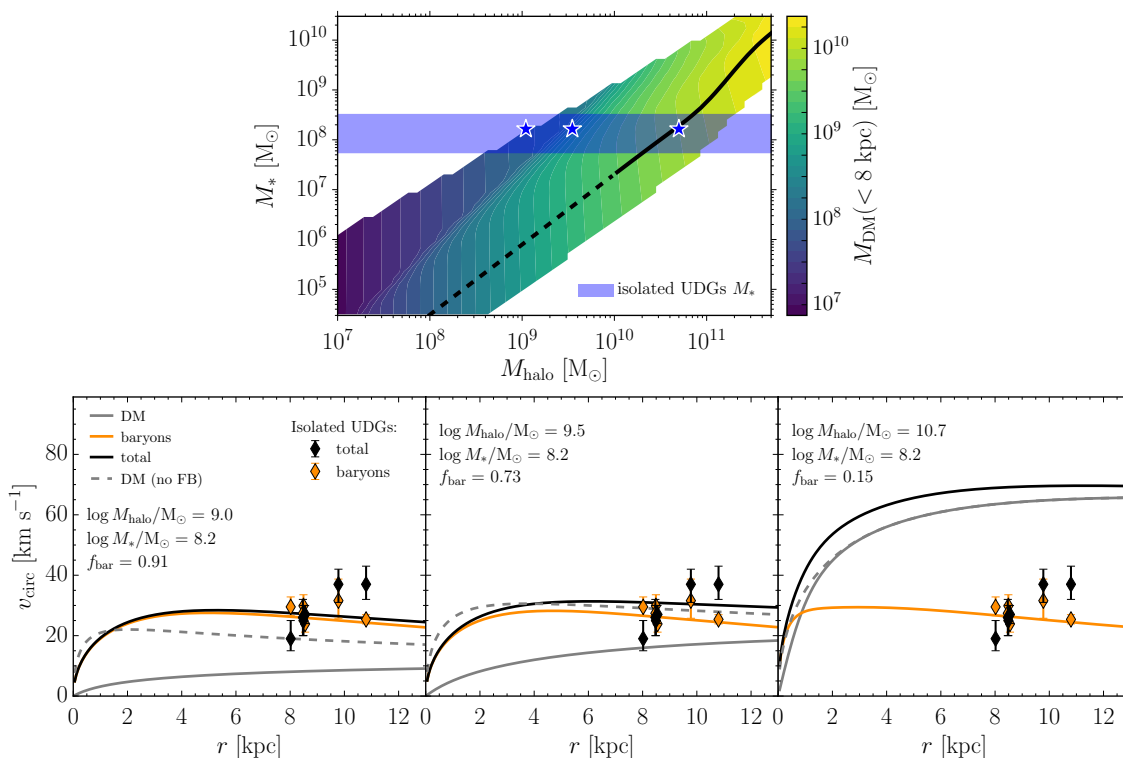 10^10
10^9
10^8
10^7
10^6
10^5
M_* [M_⊙]
isolated UDGs M_*
10^7 10^8 10^9 10^10 10^11
M_halo [M_⊙]
10^10
10^9
10^8
10^7
M_DM(< 8 kpc) [M_⊙]
80
60
40
20
0
v_circ [km s^−1]
DM
baryons
total
DM (no FB)
Isolated UDGs:
total
baryons
log M_halo/M_⊙ = 9.0
log M_*/M_⊙ = 8.2
f_bar = 0.91
0 2 4 6 8 10 12
r [kpc]
log M_halo/M_⊙ = 9.5
log M_*/M_⊙ = 8.2
f_bar = 0.73
0 2 4 6 8 10 12
r [kpc]
log M_halo/M_⊙ = 10.7
log M_*/M_⊙ = 8.2
f_bar = 0.15
0 2 4 6 8 10 12
r [kpc]